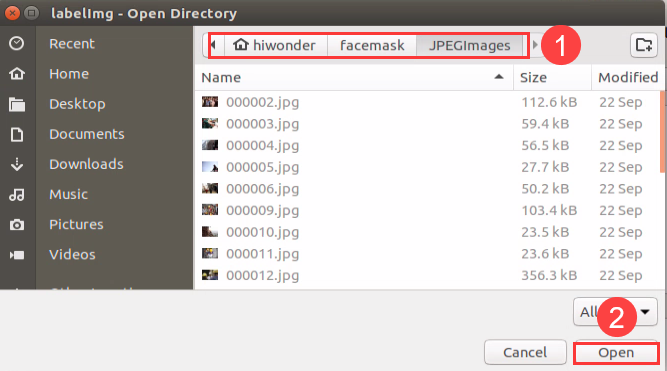 labelImg - Open Directory
Recent
Home
Desktop
Documents
Downloads
Music
Pictures
Videos
hiwonder facemask JPEGImages 1
Name Size Modified
000002.jpg 112.6 kB 22 Sep
000003.jpg 59.4 kB 22 Sep
000004.jpg 56.5 kB 22 Sep
000005.jpg 27.7 kB 22 Sep
000006.jpg 50.2 kB 22 Sep
000009.jpg 103.4 kB 22 Sep
000010.jpg 23.5 kB 22 Sep
000011.jpg 23.6 kB 22 Sep
000012.jpg 356.3 kB 22 Sep
All 2
Cancel Open